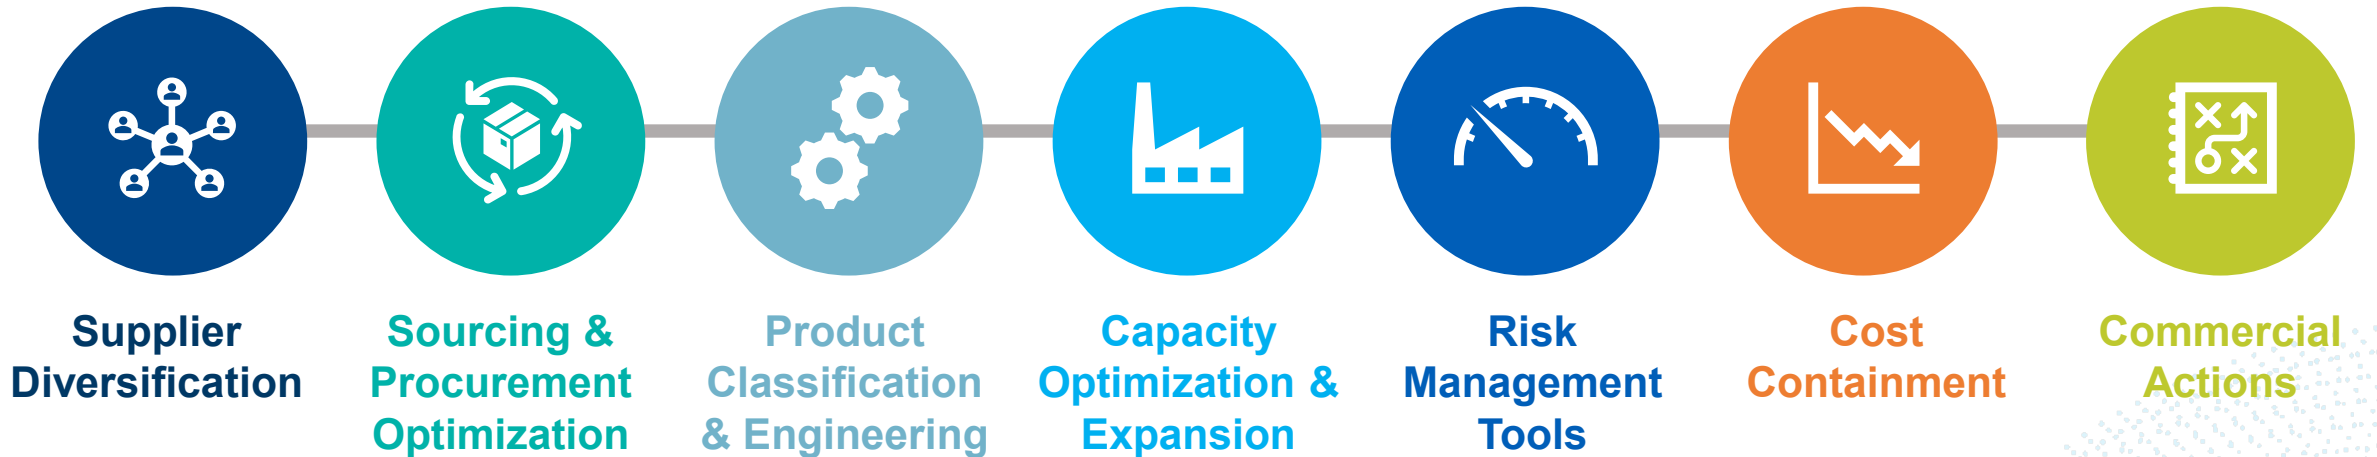 Supplier
Diversification
Sourcing &
Procurement
Optimization
Product
Classification
& Engineering
Capacity
Optimization &
Expansion
Risk
Management
Tools
Cost
Containment
Commercial
Actions